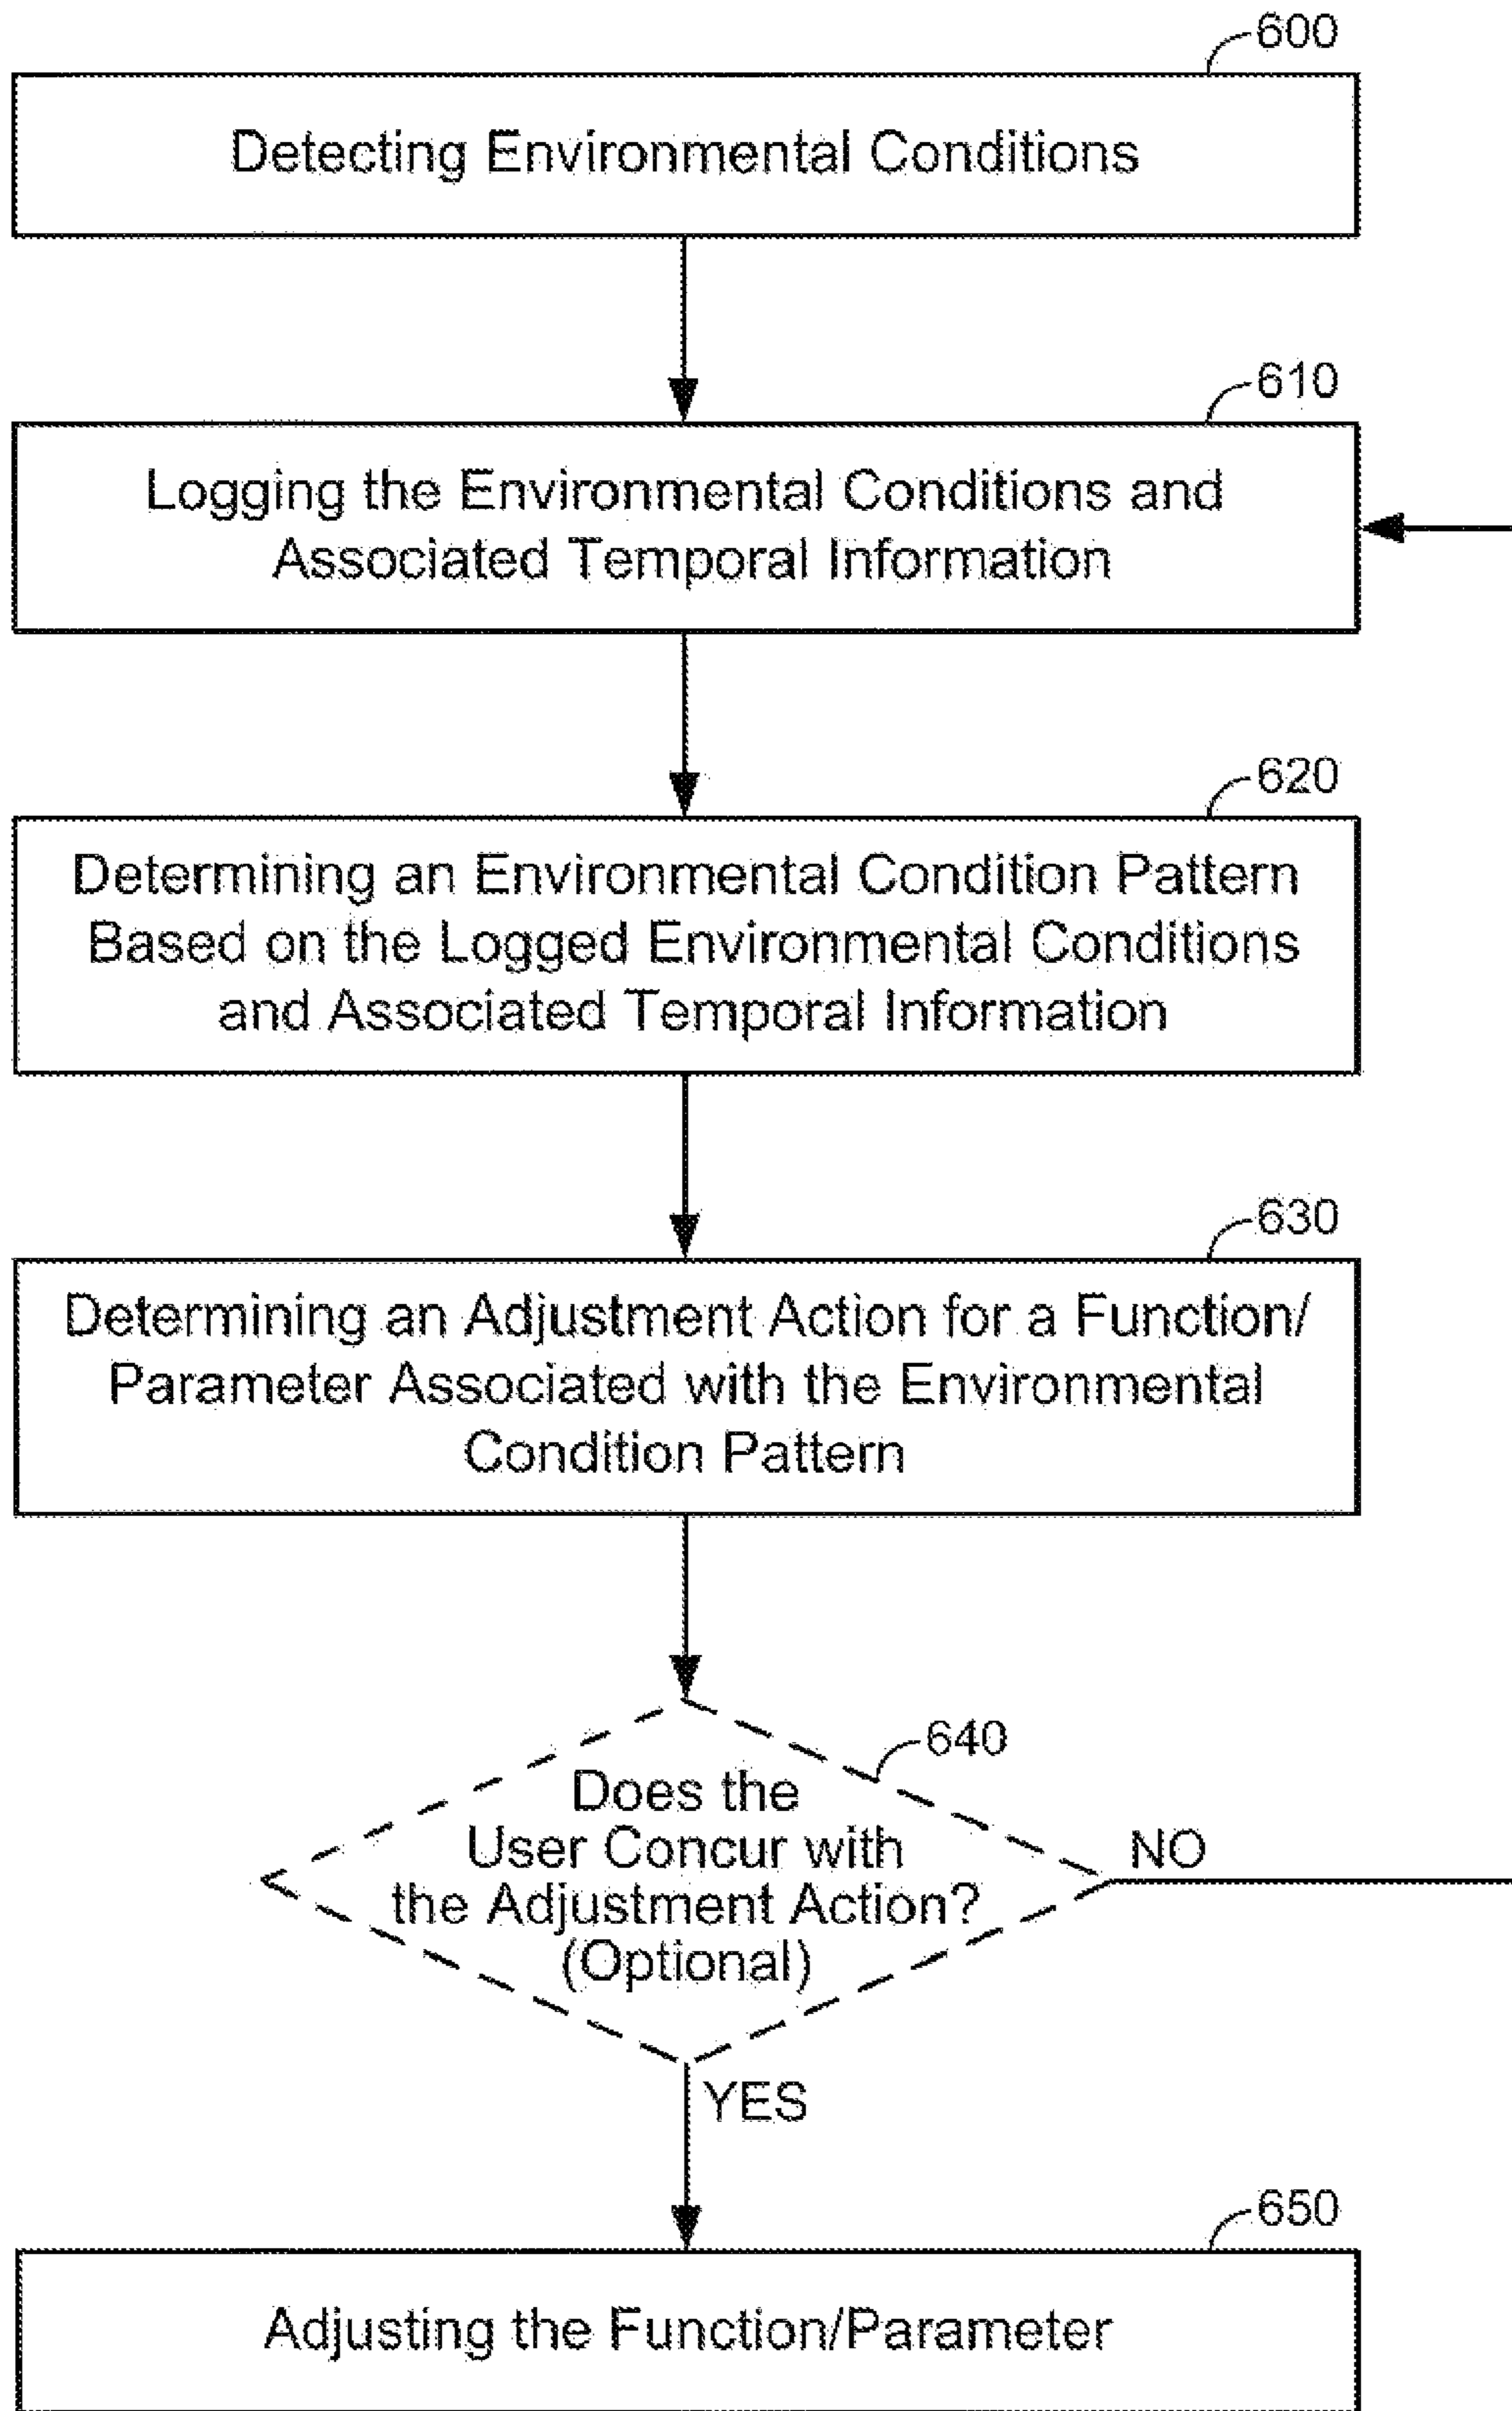 600
Detecting Environmental Conditions
610
Logging the Environmental Conditions and
Associated Temporal Information
620
Determining an Environmental Condition Pattern
Based on the Logged Environmental Conditions
and Associated Temporal Information
630
Determining an Adjustment Action for a Function/
Parameter Associated with the Environmental
Condition Pattern
640
Does the
User Concur with
the Adjustment Action?
(Optional)
NO
YES
650
Adjusting the Function/Parameter